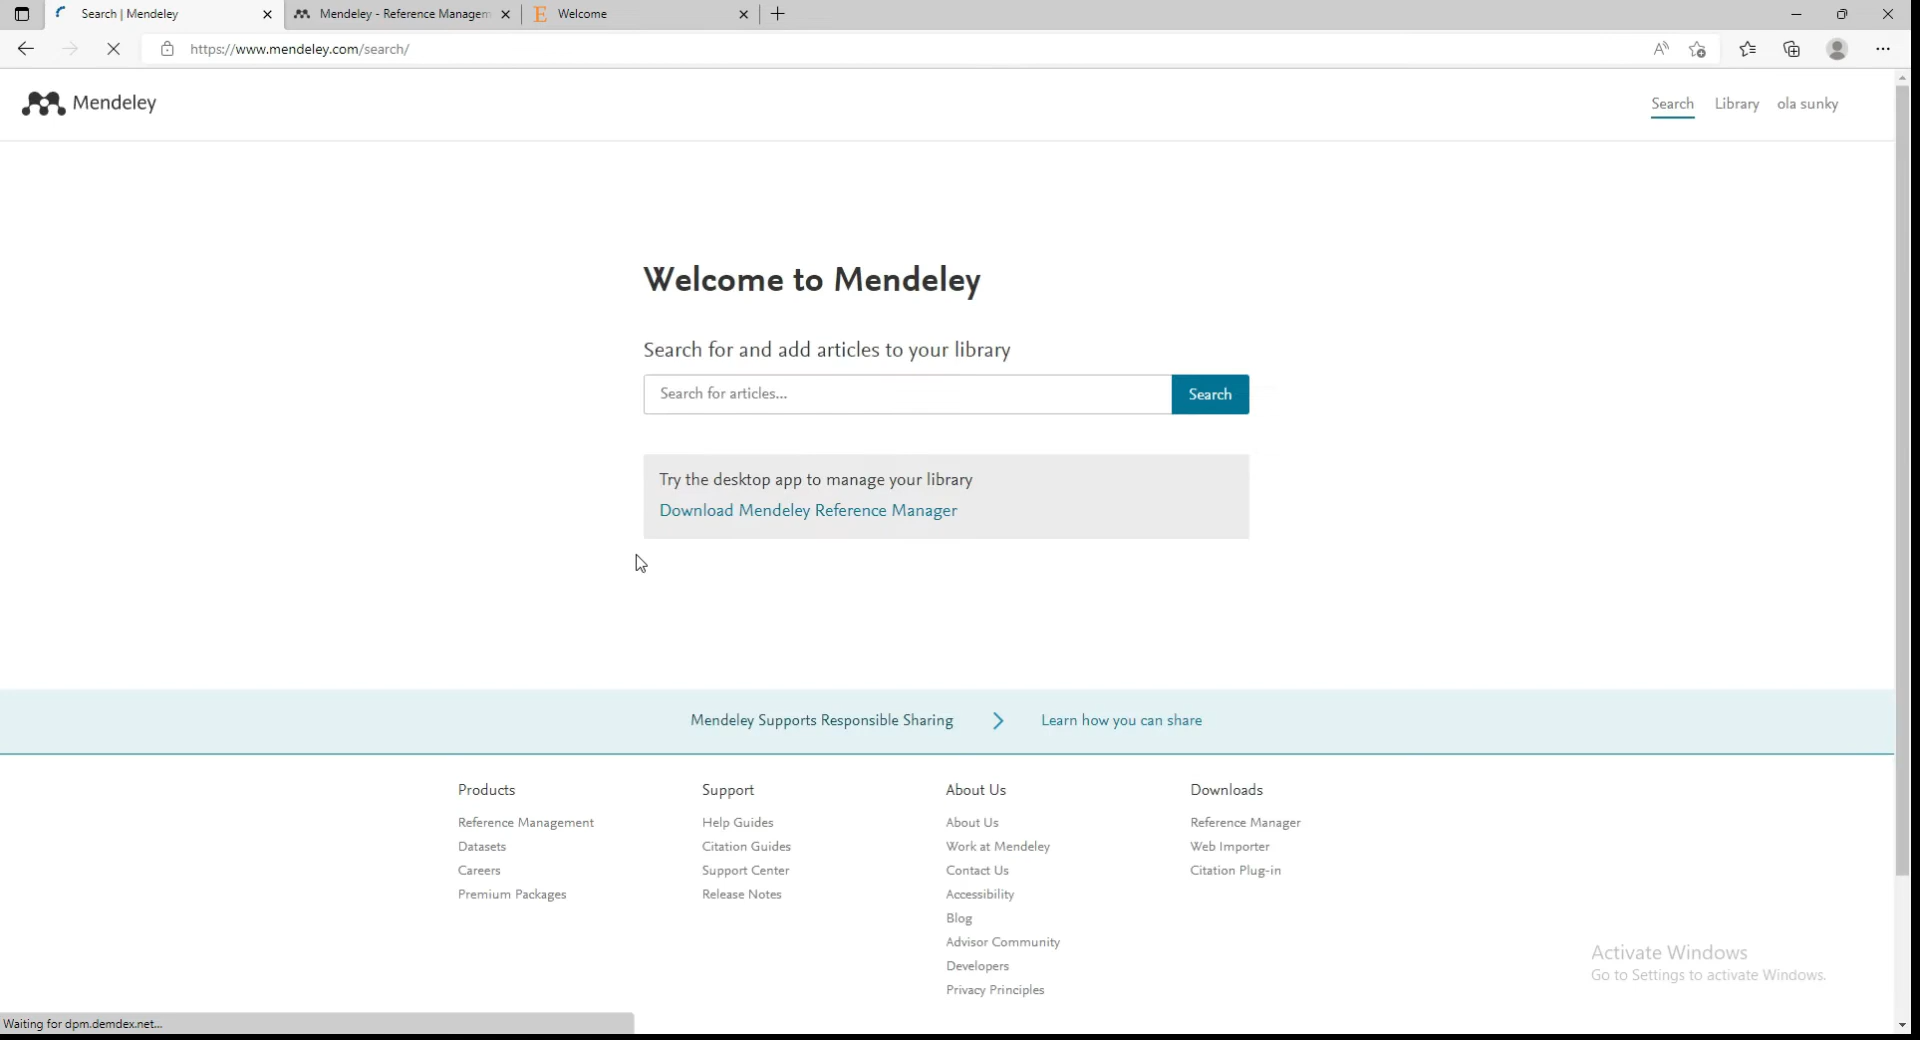 Search | Mendeley
Mendeley - Reference Managem
Welcome
https://www.mendeley.com/search/
Mendeley
Search
Library
ola sunky
Welcome to Mendeley
Search for and add articles to your library
Search for articles...
Search
Try the desktop app to manage your library
Download Mendeley Reference Manager
Mendeley Supports Responsible Sharing
Learn how you can share
Products
Reference Management
Datasets
Careers
Premium Packages
Support
Help Guides
Citation Guides
Support Center
Release Notes
About Us
About Us
Work at Mendeley
Contact Us
Accessibility
Blog
Advisor Community
Developers
Privacy Principles
Downloads
Reference Manager
Web Importer
Citation Plug-in
Activate Windows
Go to Settings to activate Windows.
Waiting for dpm.demdex.net...